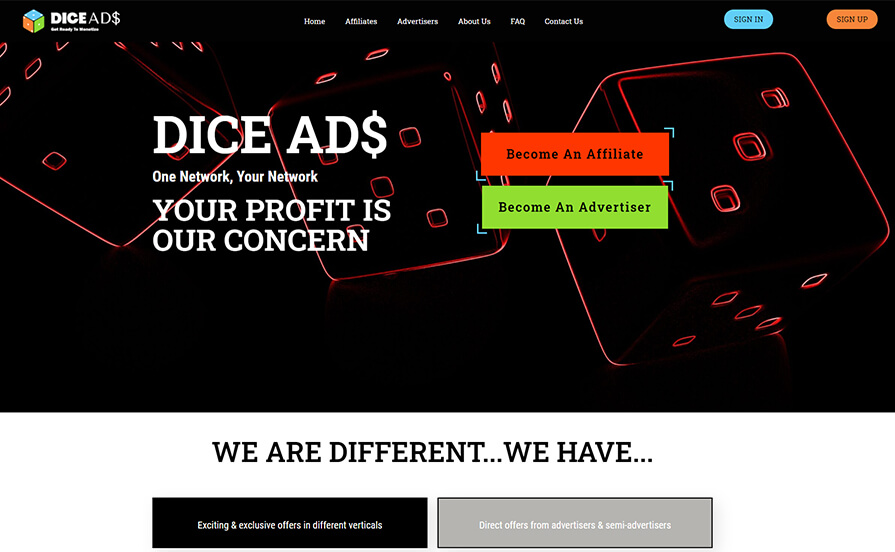 DICE AD$
Get Ready To Monetize
Home Affiliates Advertisers About Us FAQ Contact Us
SIGN IN
SIGN UP
DICE AD$
One Network, Your Network
YOUR PROFIT IS
OUR CONCERN
Become An Affiliate
Become An Advertiser
WE ARE DIFFERENT...WE HAVE...
Exciting & exclusive offers in different verticals
Direct offers from advertisers & semi-advertisers